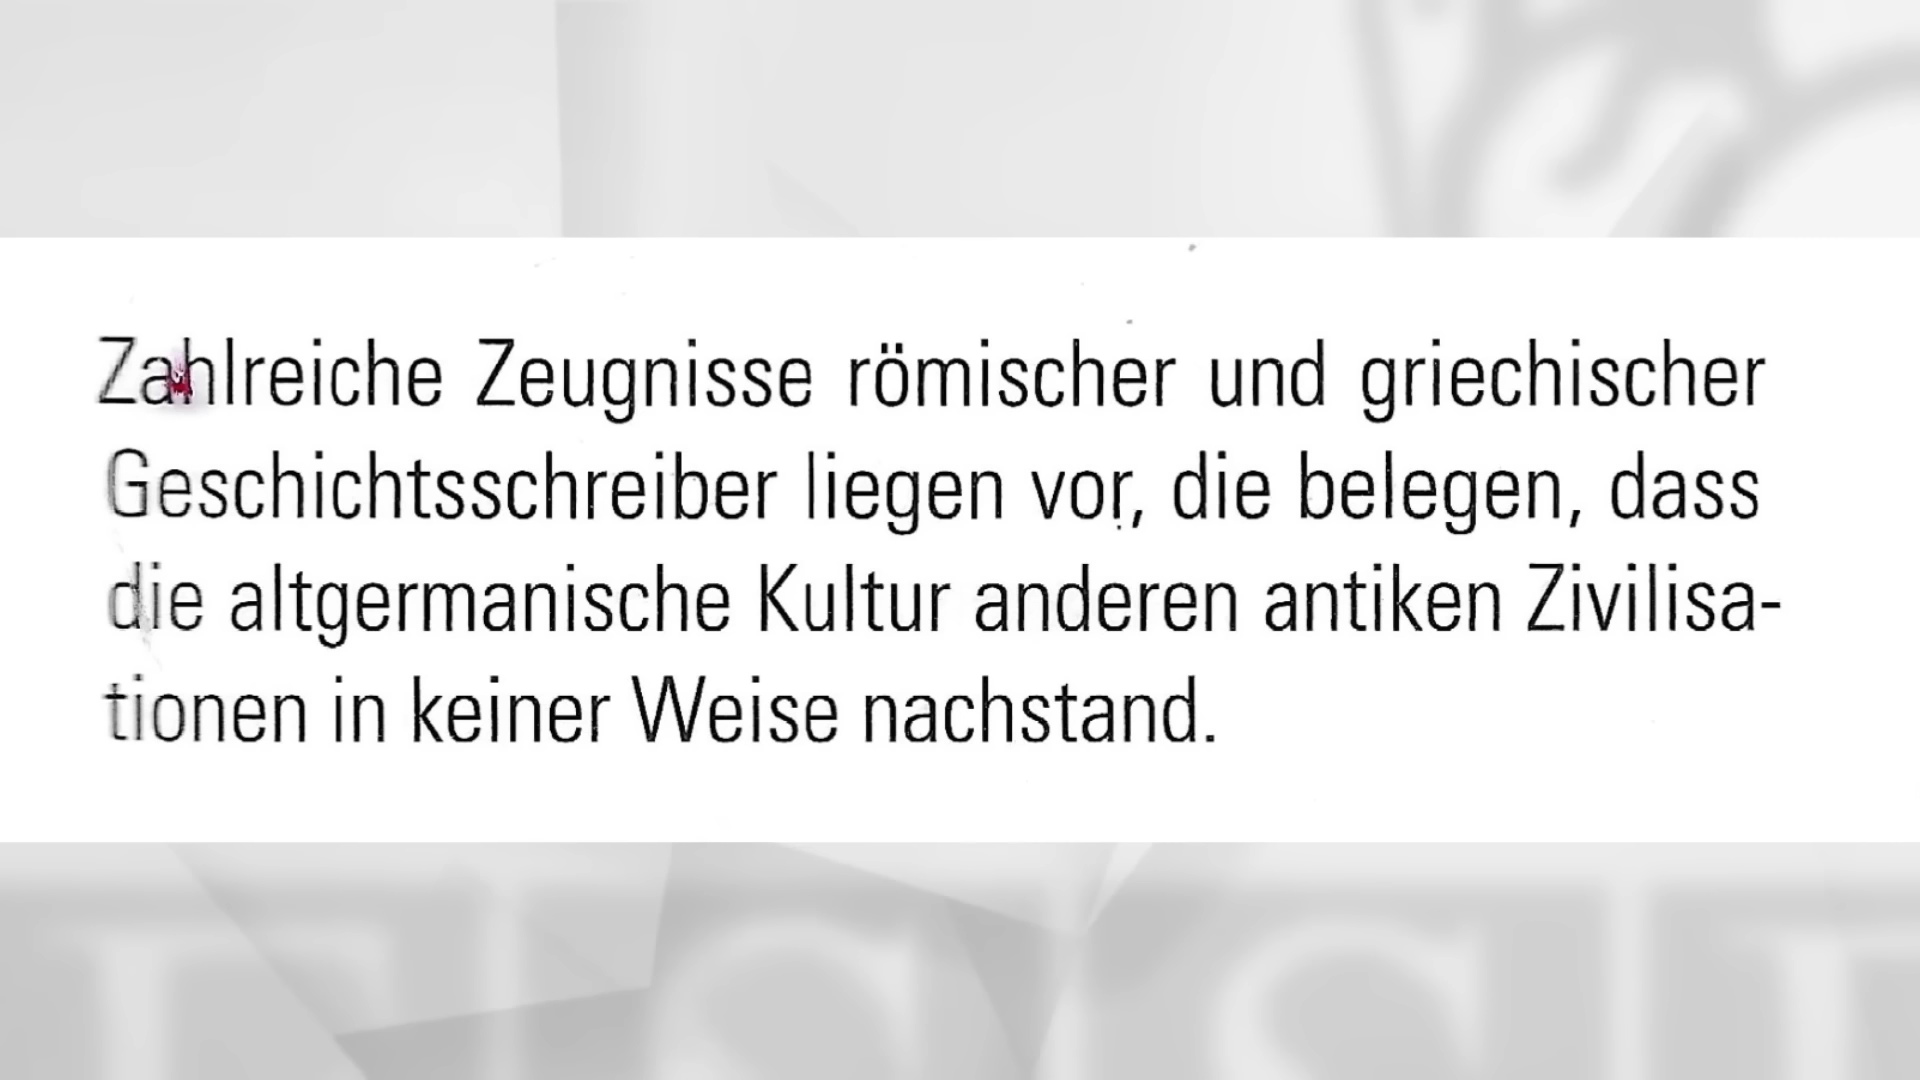 Zahlreiche Zeugnisse römischer und griechischer
Geschichtsschreiber liegen vor, die belegen, dass
die altgermanische Kultur anderen antiken Zivilisa-
tionen in keiner Weise nachstand.